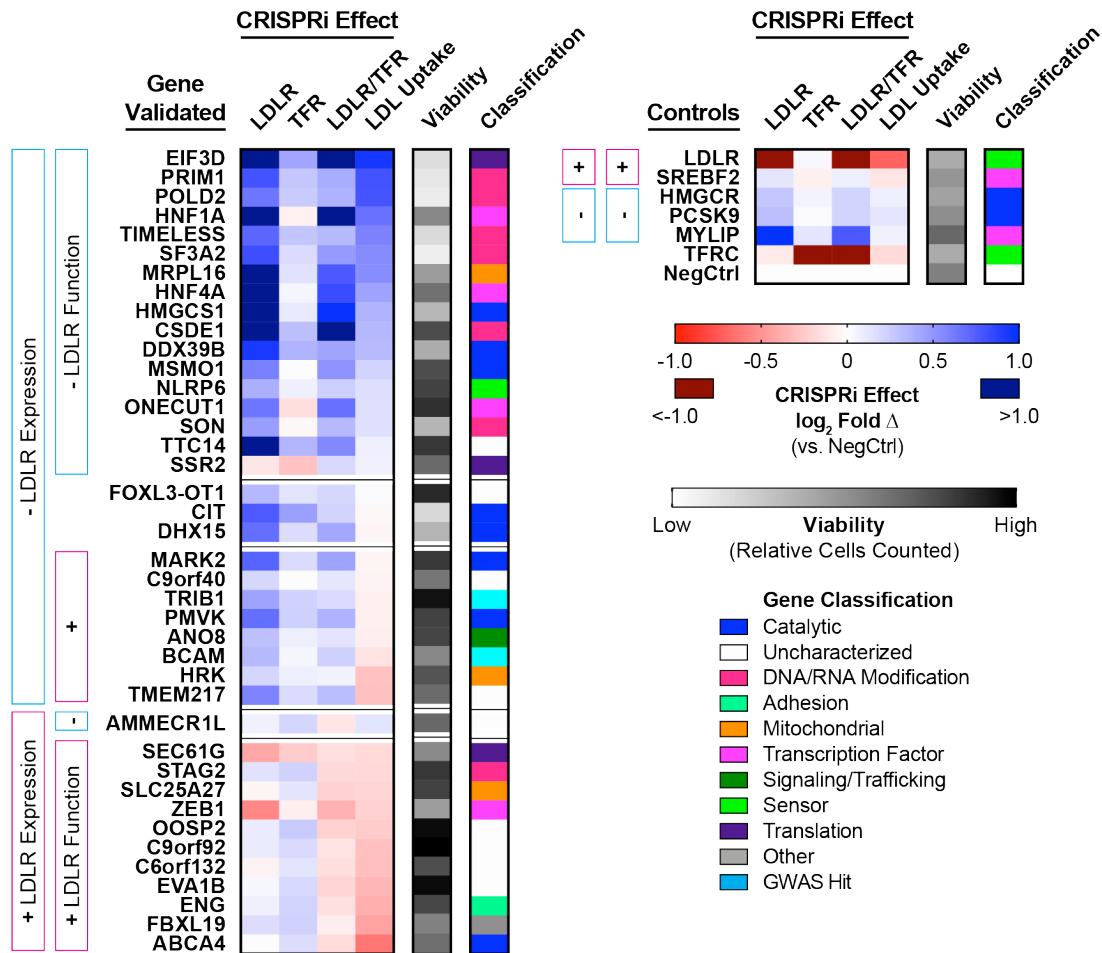 CRISPRi Effect
Gene
Validated
LDLR
TFR
LDLR/TFR
LDL Uptake
Viability
Classification
- LDLR Expression
- LDLR Function
+
+ LDLR Expression
-
+ LDLR Function
EIF3D
PRIM1
POLD2
HNF1A
TIMELESS
SF3A2
MRPL16
HNF4A
HMGCS1
CSDE1
DDX39B
MSMO1
NLRP6
ONECUT1
SON
TTC14
SSR2
FOXL3-OT1
CIT
DHX15
MARK2
C9orf40
TRIB1
PMVK
ANO8
BCAM
HRK
TMEM217
AMMECR1L
SEC61G
STAG2
SLC25A27
ZEB1
OOSP2
C9orf92
C6orf132
EVA1B
ENG
FBXL19
ABCA4
CRISPRi Effect
Controls
LDLR
TFR
LDLR/TFR
LDL Uptake
Viability
Classification
+ +
- -
LDLR
SREBF2
HMGCR
PCSK9
MYLIP
TFRC
NegCtrl
-1.0 -0.5 0 0.5 1.0
<-1.0 >1.0
CRISPRi Effect
log2 Fold Δ
(vs. NegCtrl)
Low Viability High
(Relative Cells Counted)
Gene Classification
Catalytic
Uncharacterized
DNA/RNA Modification
Adhesion
Mitochondrial
Transcription Factor
Signaling/Trafficking
Sensor
Translation
Other
GWAS Hit